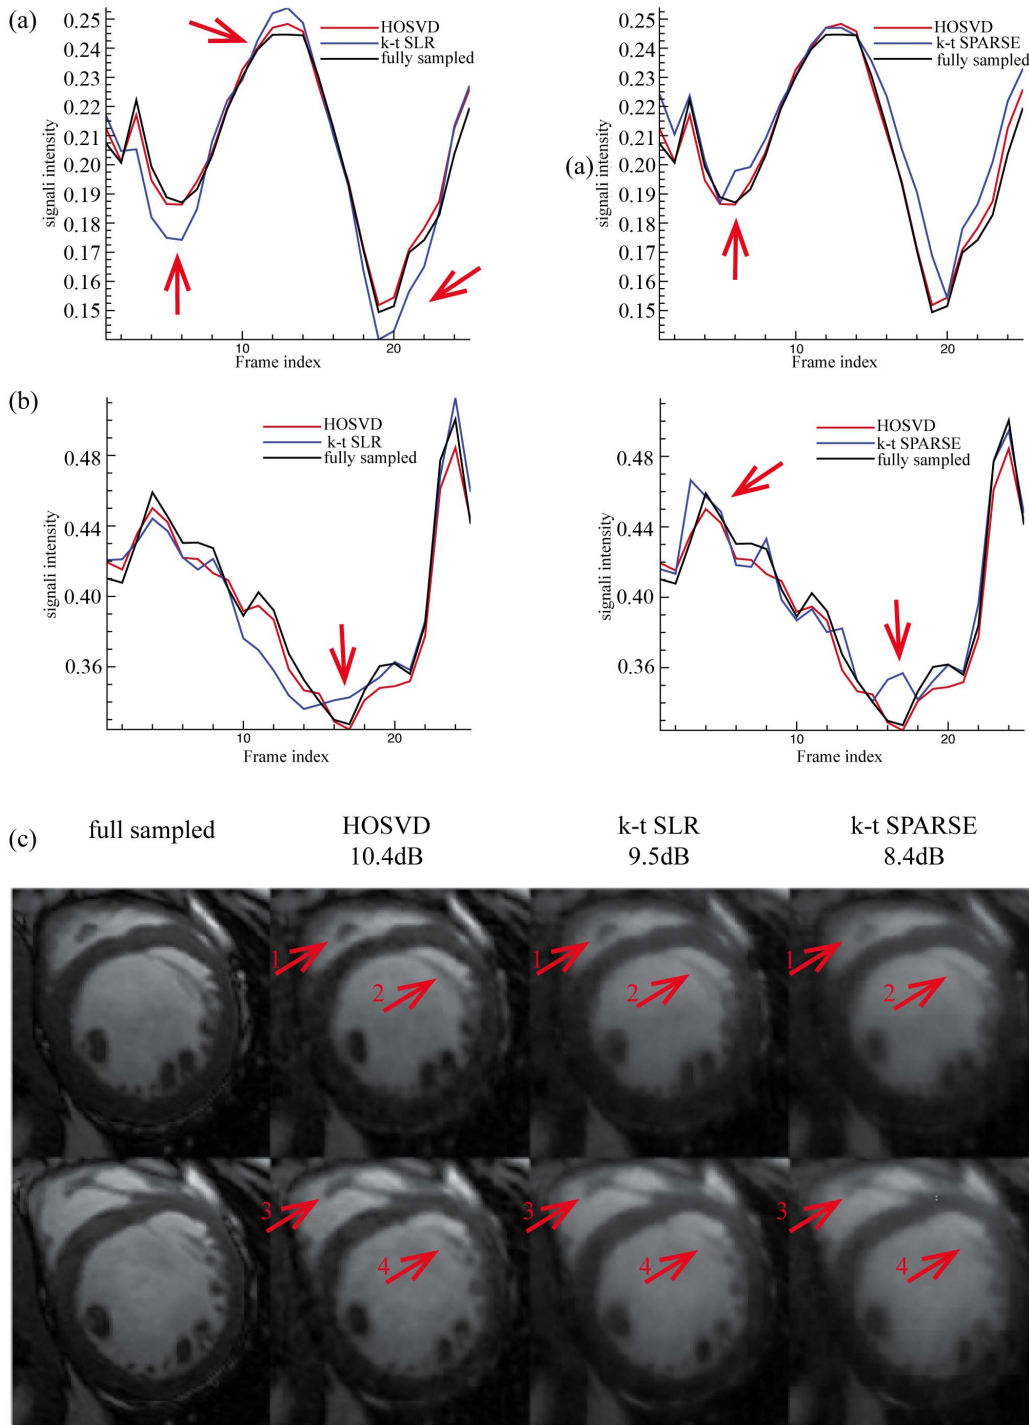 (a)
0.25
0.24
0.23
0.22
0.21
0.20
0.19
0.18
0.17
0.16
0.15
signali intensity
HOSVD
k-t SLR
fully sampled
10
20
Frame index
(a)
0.25
0.24
0.23
0.22
0.21
0.20
0.19
0.18
0.17
0.16
0.15
signali intensity
HOSVD
k-t SPARSE
fully sampled
10
20
Frame index
(b)
0.48
0.44
0.40
0.36
signali intensity
HOSVD
k-t SLR
fully sampled
10
20
Frame index
0.48
0.44
0.40
0.36
signali intensity
HOSVD
k-t SPARSE
fully sampled
10
20
Frame index
(c)
full sampled
HOSVD
10.4dB
k-t SLR
9.5dB
k-t SPARSE
8.4dB
1
2
1
2
1
2
3
4
3
4
3
4